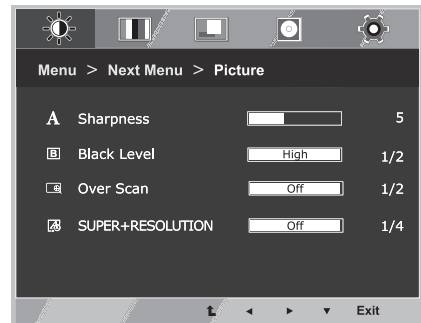 Menu > Next Menu > Picture
A Sharpness 5
B Black Level High 1/2
Over Scan Off 1/2
SUPER+RESOLUTION Off 1/4
Exit